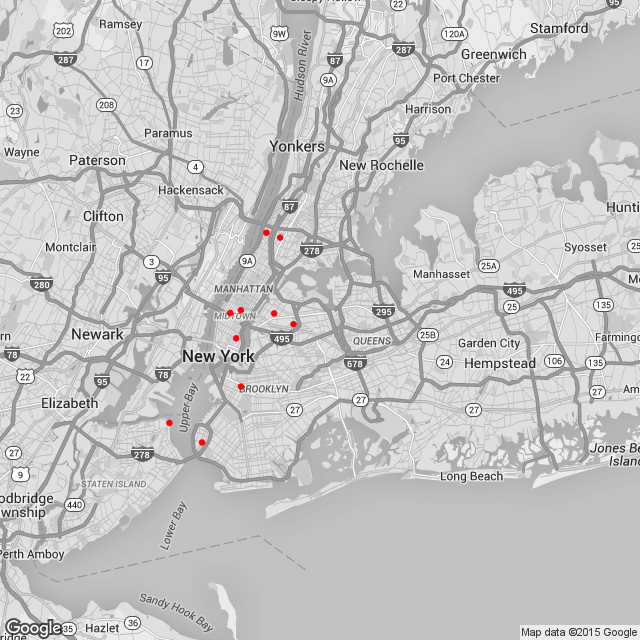 Sleepy Hollow
22
95
Stamford
Ramsey
202
9W
120A
287
287
Greenwich
17
Hudson River
87
9A
Port Chester
208
23
Harrison
Paramus
95
Wayne
Yonkers
Paterson
4
New Rochelle
Hackensack
87
Clifton
Hunti
278
Montclair
3
9A
Syosset
25A
95
Manhasset
280
MANHATTAN
495
Mo
295
25
135
MIDTOWN
Newark
25B
QUEENS
Garden City
Farmingd
495
78
New York
678
24
Hempstead
106
135
22
78
95
BROOKLYN
Am
27
27
27
Elizabeth
Upper Bay
27
278
Jones Be
Island
9
STATEN ISLAND
Long Beach
odbridge
wnship
440
Lower Bay
Perth Amboy
Sandy Hook Bay
Google
35
Hazlet
36
ridge
Map data ©2015 Google